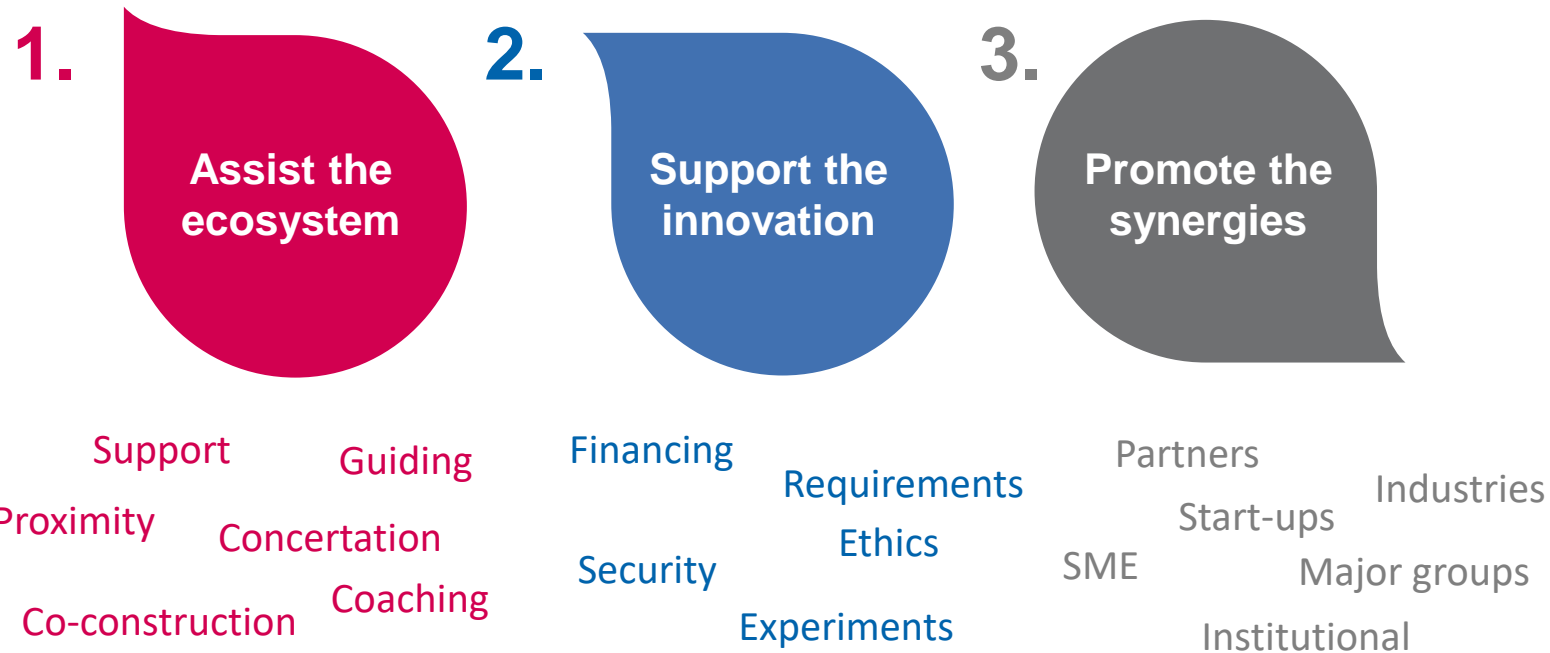 1.
Assist the
ecosystem
Support
Guiding
Proximity
Concertation
Coaching
Co-construction
2.
Support the
innovation
Financing
Requirements
Ethics
Security
Experiments
3.
Promote the
synergies
Partners
Industries
Start-ups
SME
Major groups
Institutional